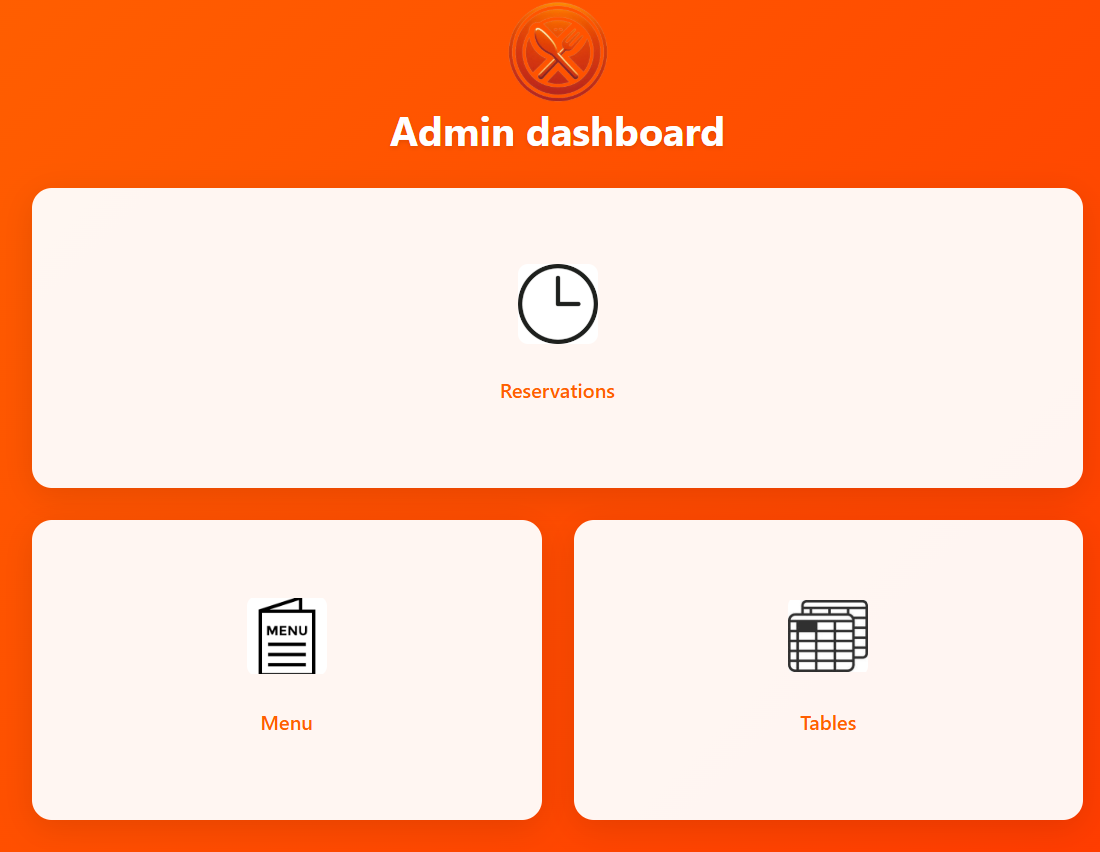 Admin dashboard
Reservations
MENU
Menu
Tables